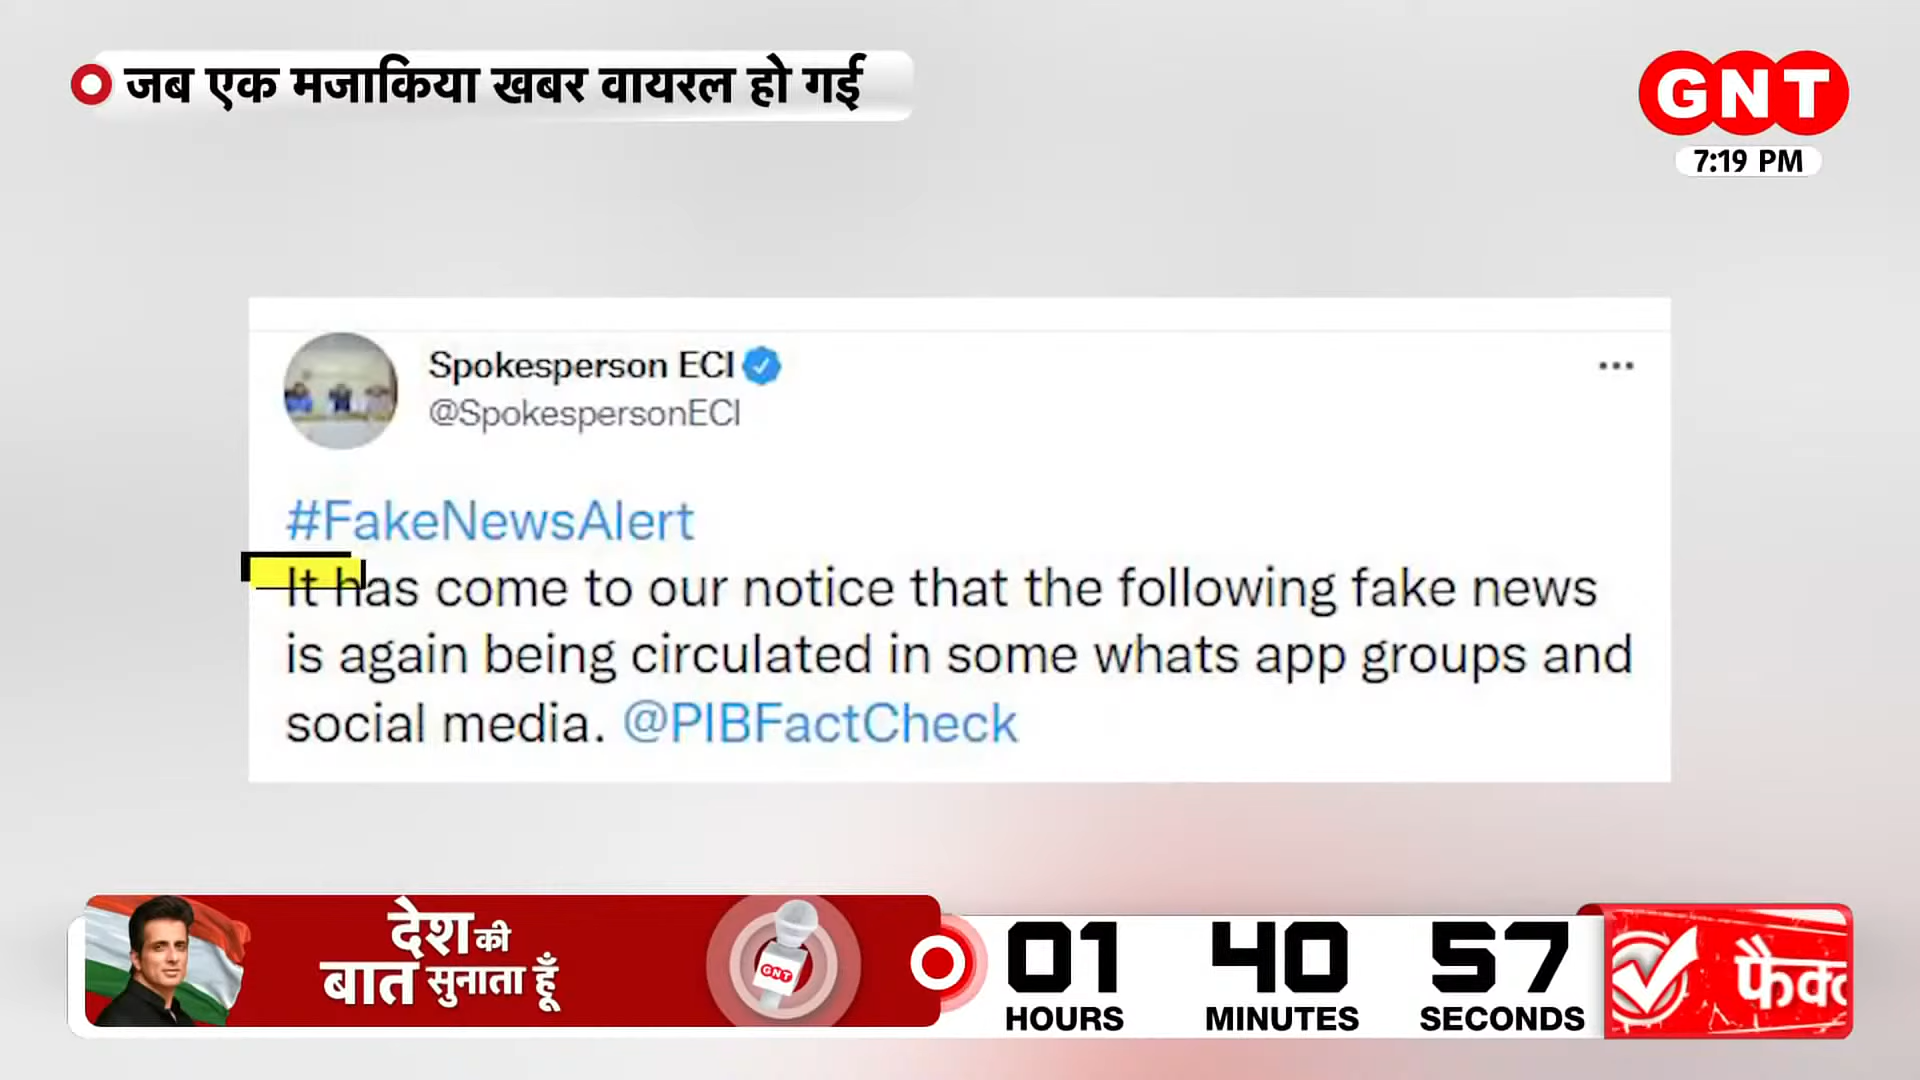 जब एक मजाकिया खबर वायरल हो गई
GNT
7:19 PM
Spokesperson ECI
@SpokespersonECI
#FakeNewsAlert
It has come to our notice that the following fake news
is again being circulated in some whats app groups and
social media. @PIBFactCheck
देश की
बात सुनाता हूँ
GNT
01 40 57
HOURS MINUTES SECONDS